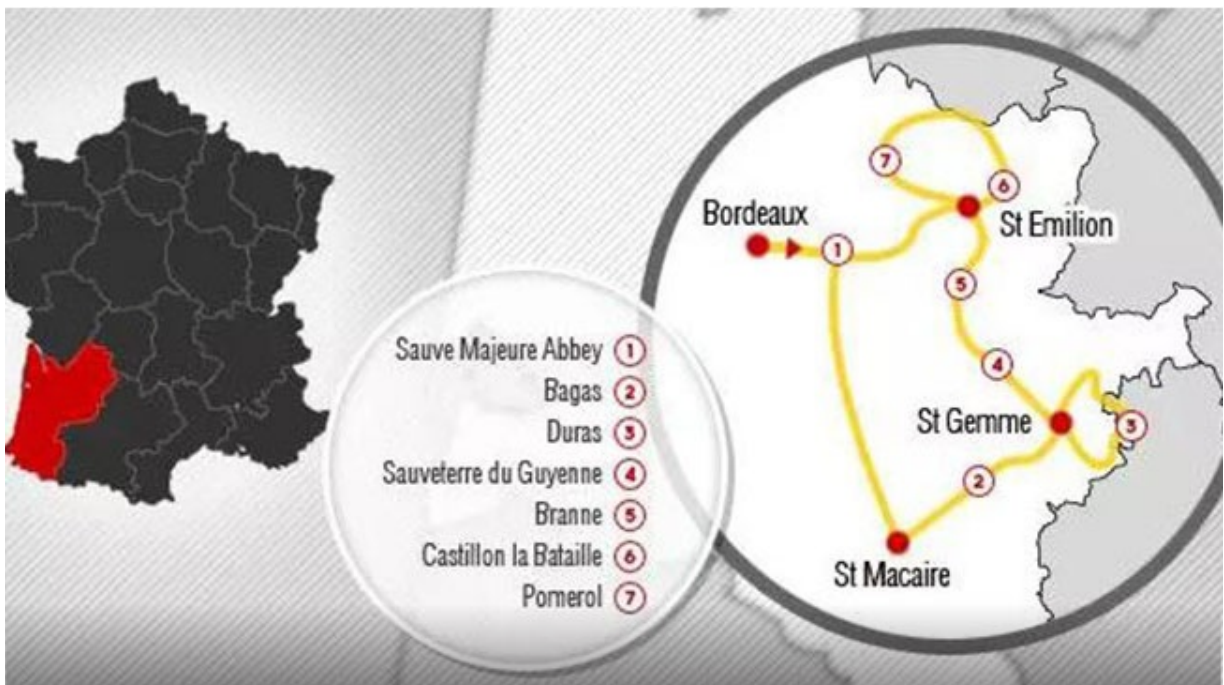 Sauve Majeure Abbey 1
Bagas 2
Duras 3
Sauveterre du Guyenne 4
Branne 5
Castillon la Bataille 6
Pomerol 7
7
6
Bordeaux
St Emilion
1
5
4
St Gemme
3
2
St Macaire